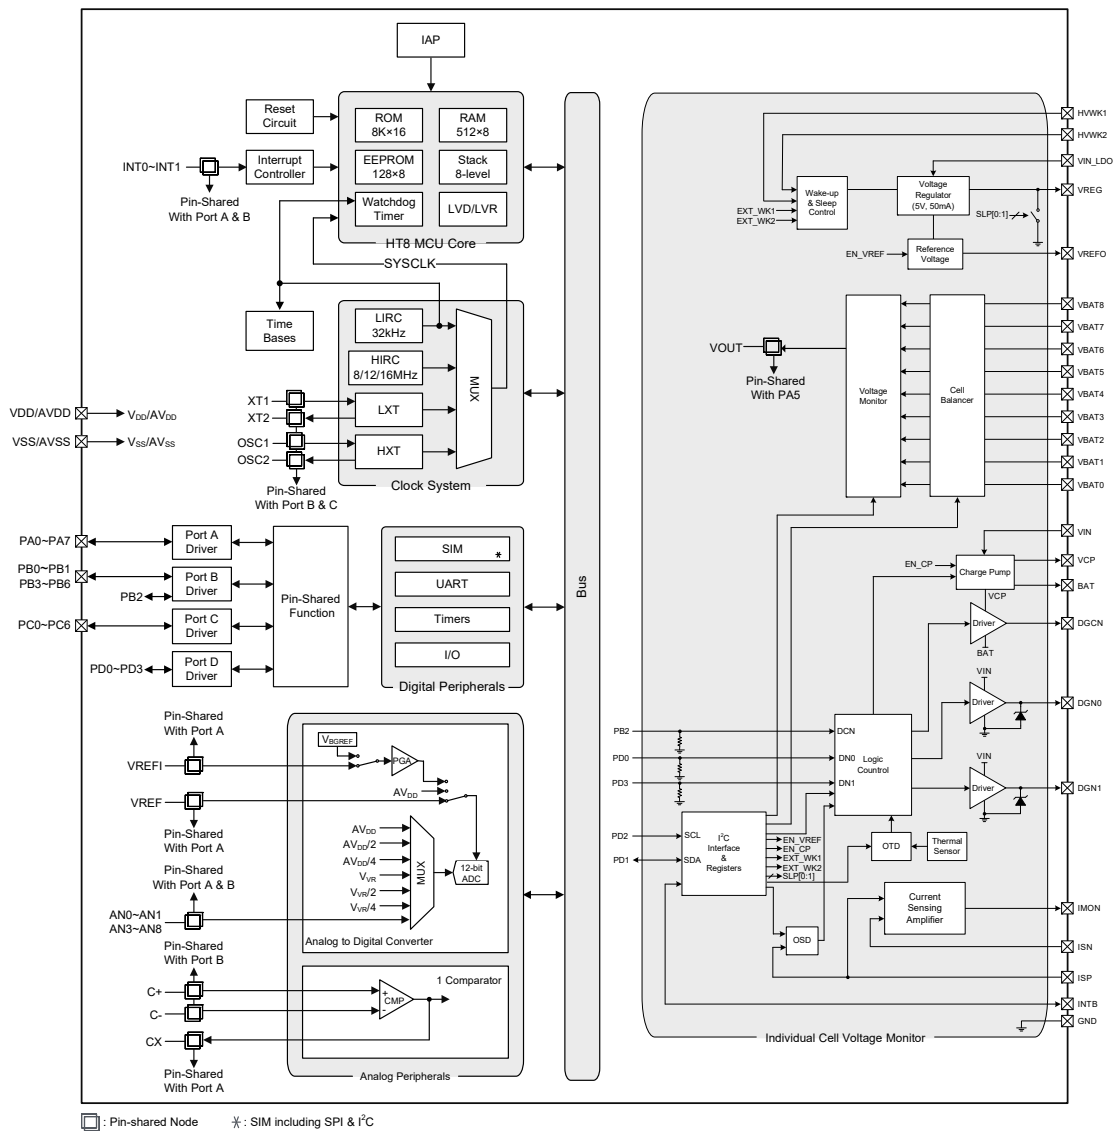 IAP
Reset
Circuit
ROM
8K×16
RAM
512×8
INT0~INT1
Interrupt
Controller
EEPROM
128×8
Stack
8-level
Pin-Shared
With Port A & B
Watchdog
Timer
LVD/LVR
HT8 MCU Core
SYSCLK
Time
Bases
LIRC
32kHz
HIRC
8/12/16MHz
MUX
XT1
XT2
LXT
OSC1
OSC2
HXT
Pin-Shared
With Port B & C
Clock System
VDD/AVDD
VDD/AVDD
VSS/AVSS
VSS/AVSS
PA0~PA7
Port A
Driver
PB0~PB1
PB3~PB6
PB2
Port B
Driver
PC0~PC6
Port C
Driver
PD0~PD3
Port D
Driver
Pin-Shared
Function
SIM
*
UART
Timers
I/O
Digital Peripherals
Pin-Shared
With Port A
VREFI
VBGREF
PGA
VREF
AVDD
Pin-Shared
With Port A
AVDD
AVDD/2
AVDD/4
VVR
VVR/2
VVR/4
MUX
12-bit
ADC
Pin-Shared
With Port A & B
AN0~AN1
AN3~AN8
Analog to Digital Converter
Pin-Shared
With Port B
C+
C-
+
CMP
-
1 Comparator
CX
Pin-Shared
With Port A
Analog Peripherals
Bus
HVWK1
HVWK2
VIN_LDO
VREG
VREFO
Wake-up
& Sleep
Control
EXT_WK1
EXT_WK2
Voltage
Regulator
(5V, 50mA)
SLP[0:1]
EN_VREF
Reference
Voltage
VOUT
Pin-Shared
With PA5
Voltage
Monitor
Cell
Balancer
VBAT8
VBAT7
VBAT6
VBAT5
VBAT4
VBAT3
VBAT2
VBAT1
VBAT0
VIN
EN_CP
Charge Pump
VCP
BAT
VCP
Driver
BAT
DGCN
VIN
Driver
DGN0
VIN
Driver
DGN1
PB2
PD0
PD3
DCN
DN0
DN1
Logic
Countrol
PD2
PD1
SCL
SDA
I²C
Interface
&
Registers
EN_VREF
EN_CP
EXT_WK1
EXT_WK2
SLP[0:1]
OTD
Thermal
Sensor
OSD
Current
Sensing
Amplifier
IMON
ISN
ISP
INTB
GND
Individual Cell Voltage Monitor
: Pin-shared Node
* : SIM including SPI & I²C